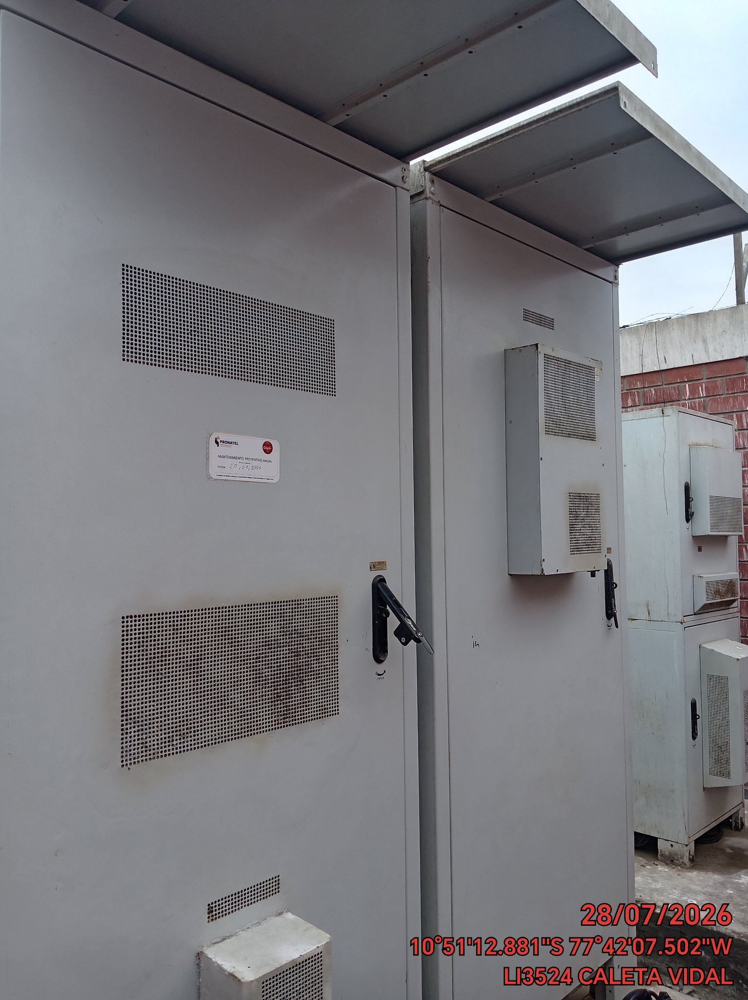 PRONATEL
Claro
MANTENIMIENTO PREVENTIVO ANUAL
FECHA: 20, 07, 2026
OPEN
28/07/2026
10°51'12.881"S 77°42'07.502"W
LI3524 CALETA VIDAL